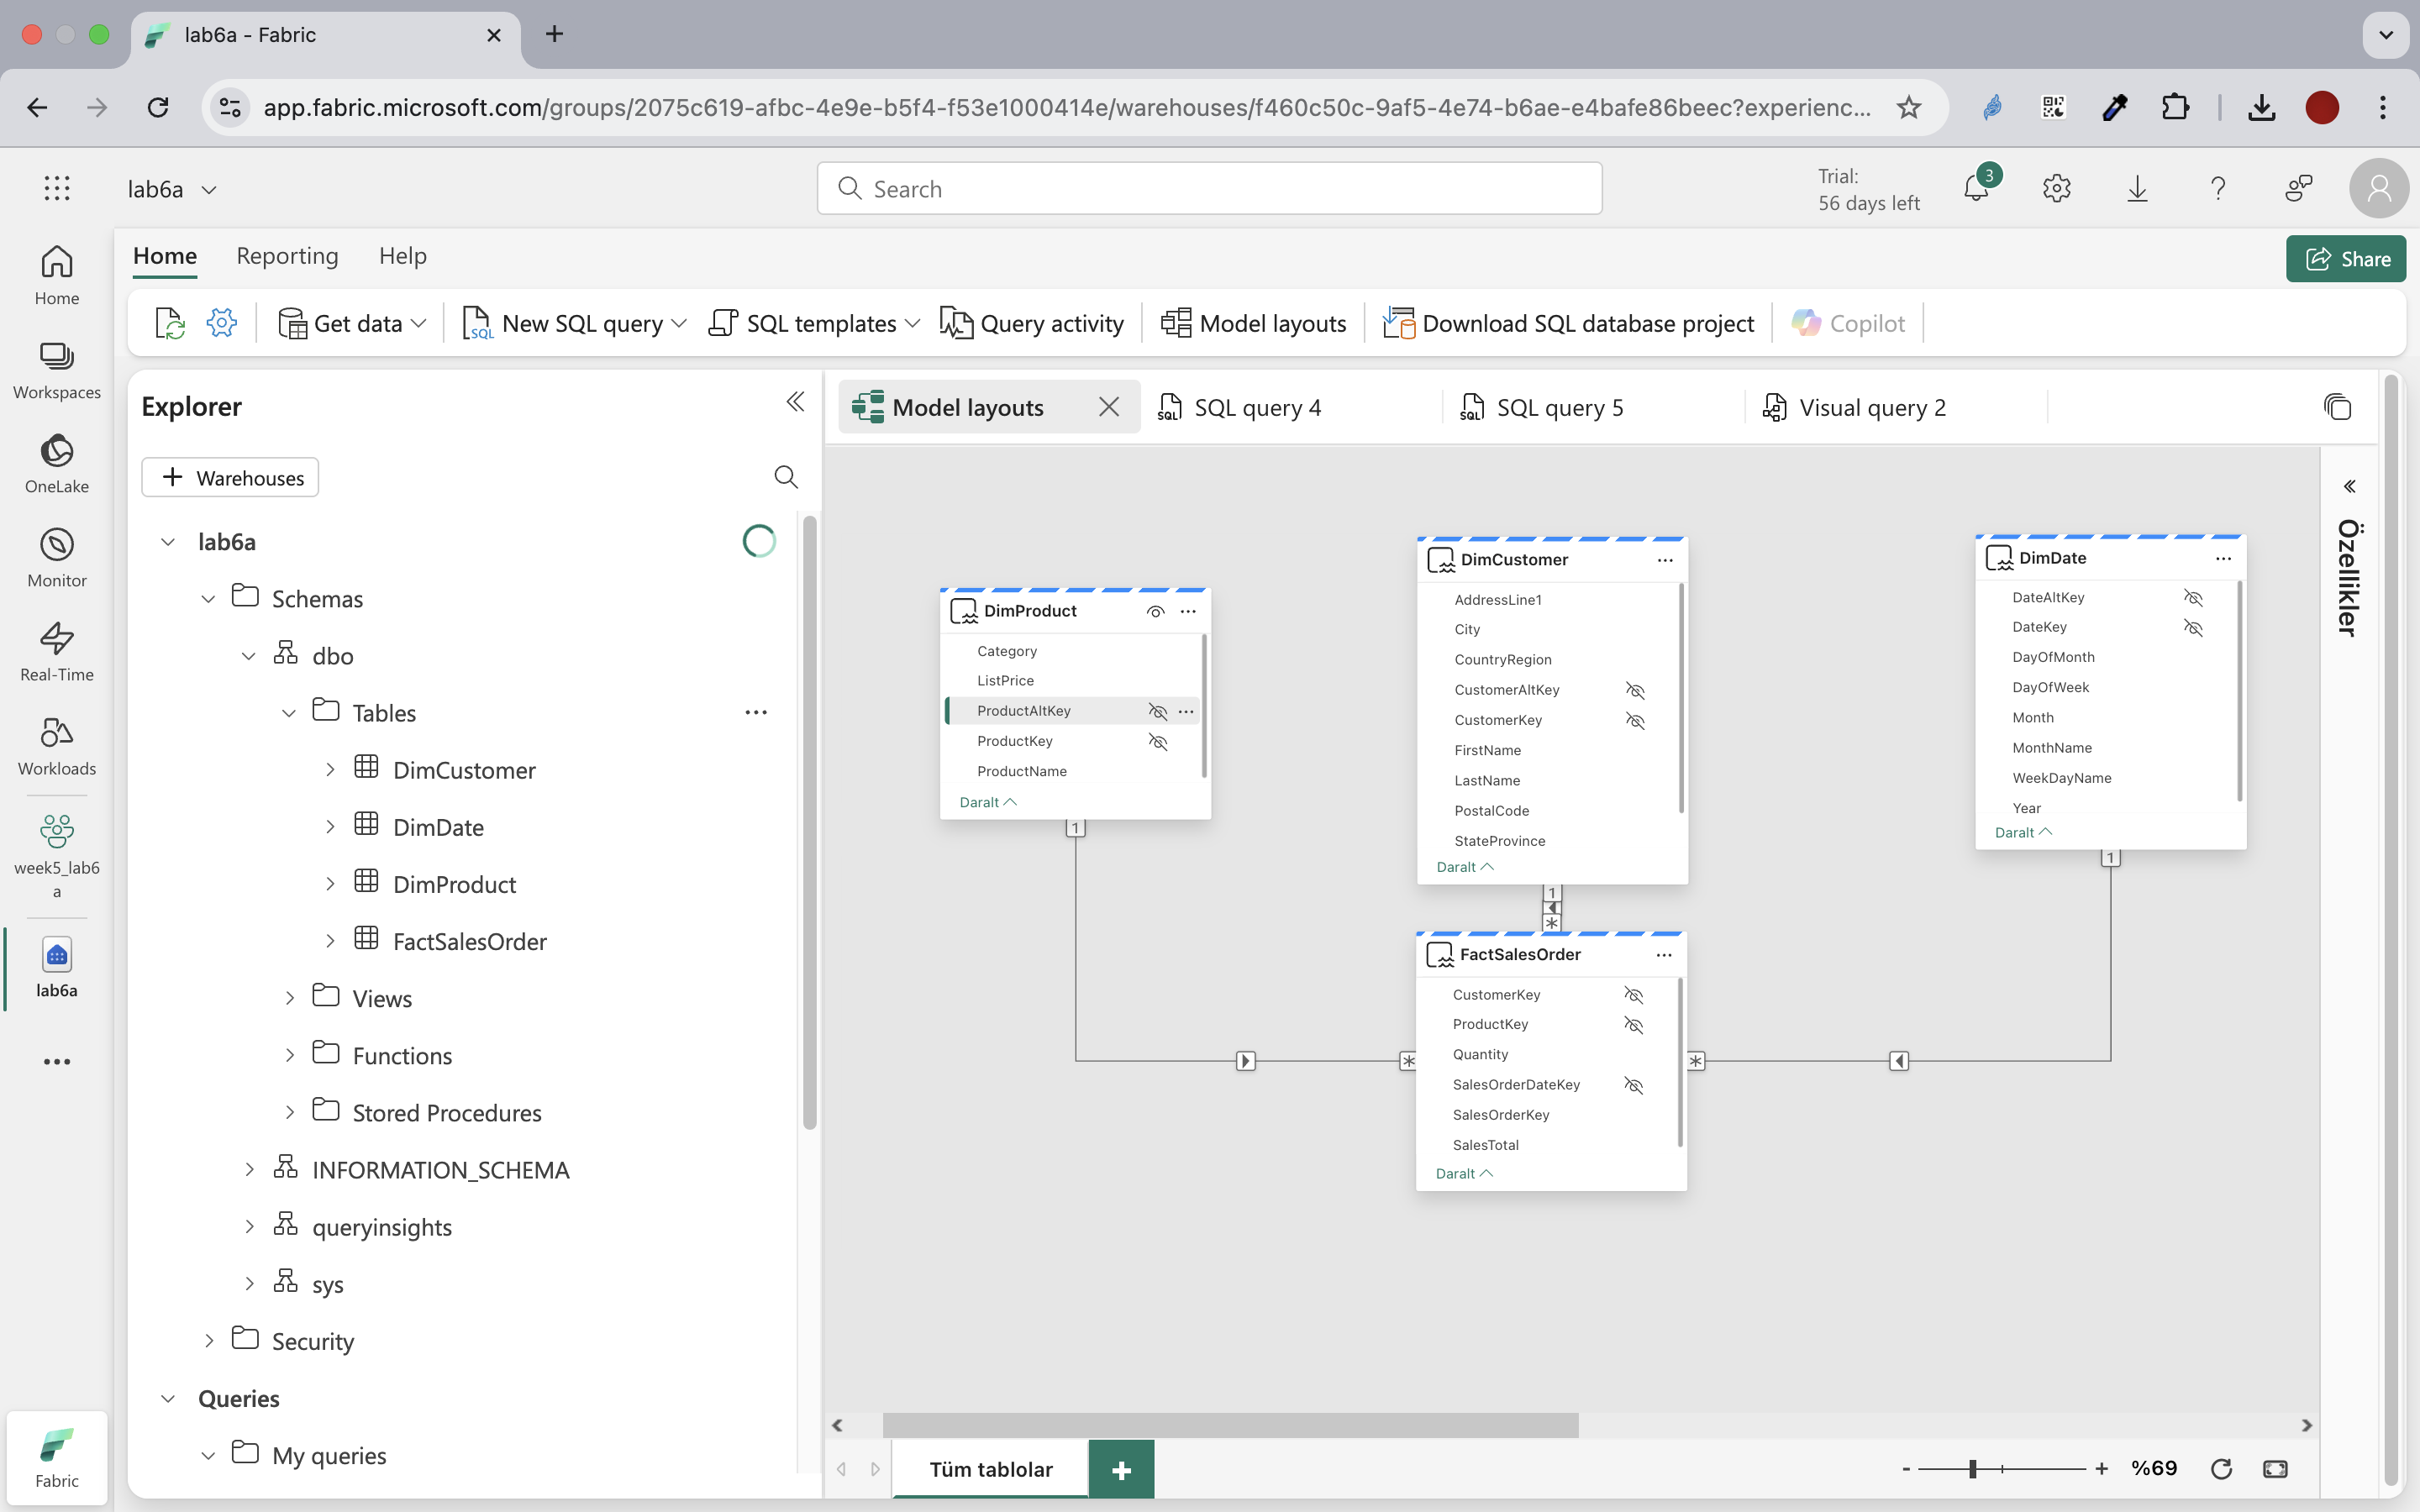 lab6a - Fabric
app.fabric.microsoft.com/groups/2075c619-afbc-4e9e-b5f4-f53e1000414e/warehouses/f460c50c-9af5-4e74-b6ae-e4bafe86beec?experienc...
lab6a
Search
Trial:
56 days left
3
Home
Reporting
Help
Share
Get data
New SQL query
SQL templates
Query activity
Model layouts
Download SQL database project
Copilot
Home
Workspaces
OneLake
Monitor
Real-Time
Workloads
week5_lab6
a
lab6a
Fabric
Explorer
+ Warehouses
lab6a
Schemas
dbo
Tables
DimCustomer
DimDate
DimProduct
FactSalesOrder
Views
Functions
Stored Procedures
INFORMATION_SCHEMA
queryinsights
sys
Security
Queries
My queries
Model layouts
SQL query 4
SQL query 5
Visual query 2
DimProduct
Category
ListPrice
ProductAltKey
ProductKey
ProductName
Daralt
1
DimCustomer
AddressLine1
City
CountryRegion
CustomerAltKey
CustomerKey
FirstName
LastName
PostalCode
StateProvince
Daralt
1
*
DimDate
DateAltKey
DateKey
DayOfMonth
DayOfWeek
Month
MonthName
WeekDayName
Year
Daralt
1
FactSalesOrder
CustomerKey
ProductKey
Quantity
SalesOrderDateKey
SalesOrderKey
SalesTotal
Daralt
*
*
Özellikler
Tüm tablolar
+
- + %69